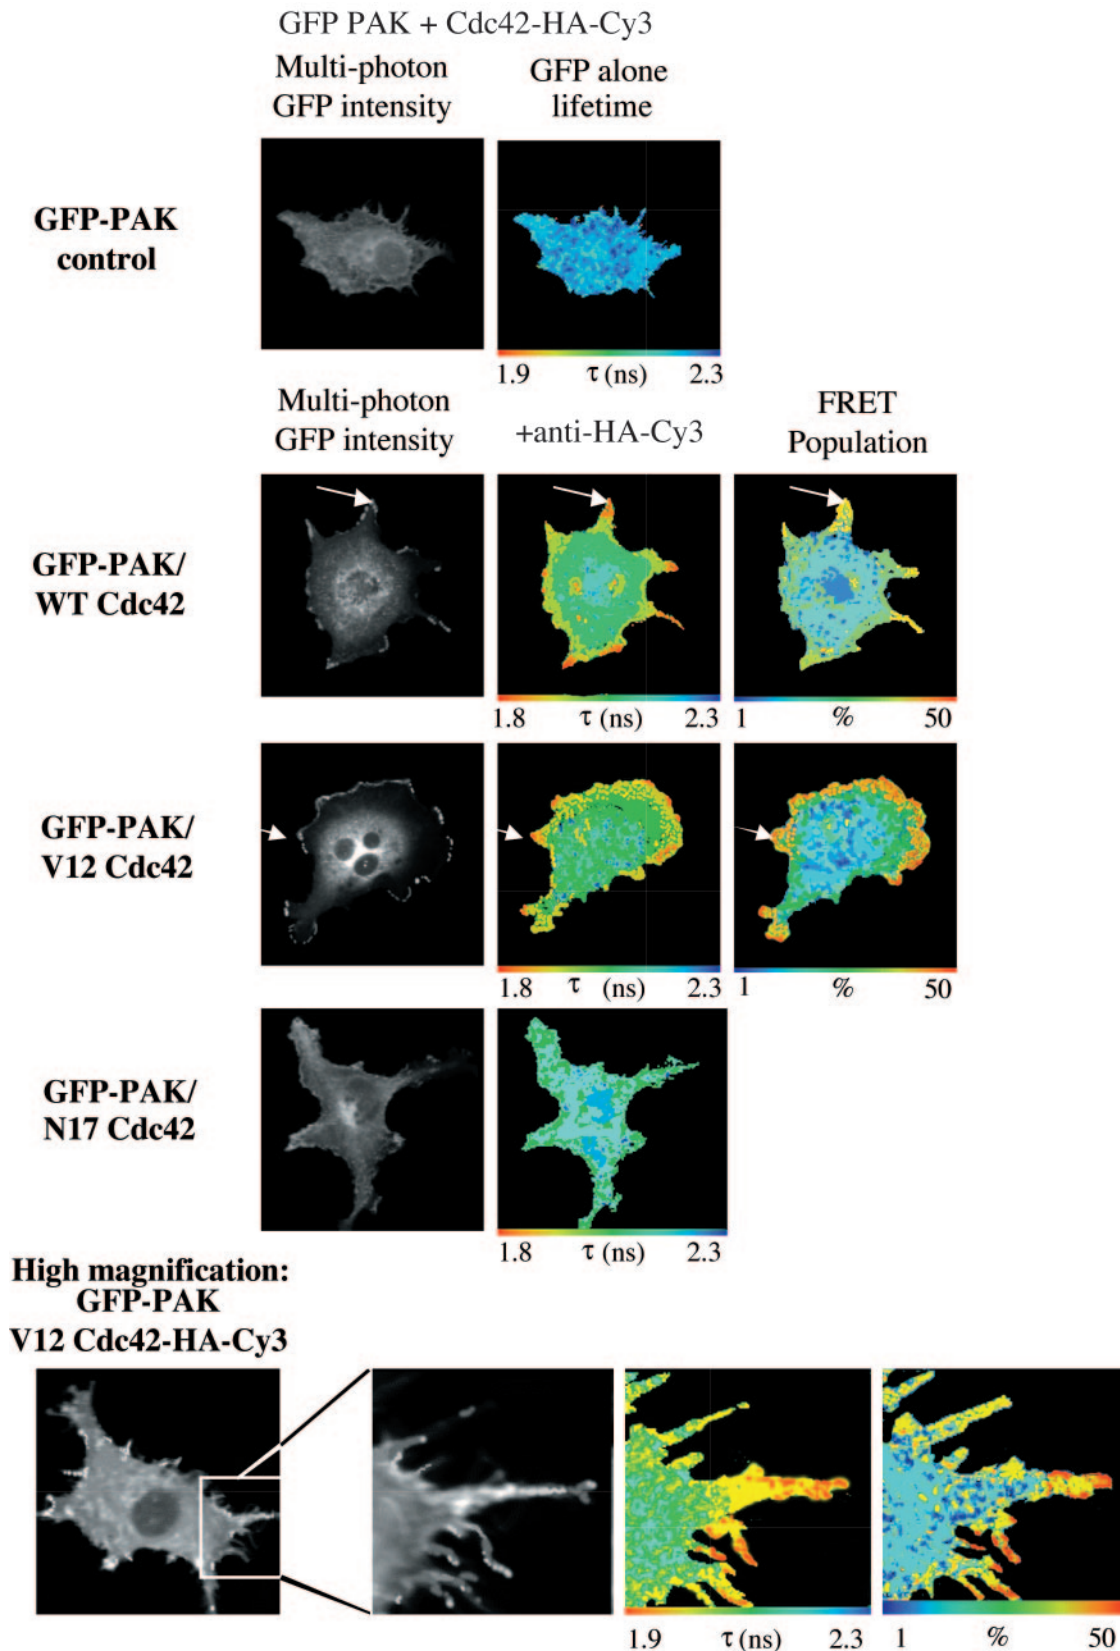 GFP PAK + Cdc42-HA-Cy3
Multi-photon
GFP intensity
GFP alone
lifetime
GFP-PAK
control
1.9 τ (ns) 2.3
Multi-photon
GFP intensity
+anti-HA-Cy3
FRET
Population
GFP-PAK/
WT Cdc42
1.8 τ (ns) 2.3
1 % 50
GFP-PAK/
V12 Cdc42
1.8 τ (ns) 2.3
1 % 50
GFP-PAK/
N17 Cdc42
1.8 τ (ns) 2.3
High magnification:
GFP-PAK
V12 Cdc42-HA-Cy3
1.9 τ (ns) 2.3
1 % 50